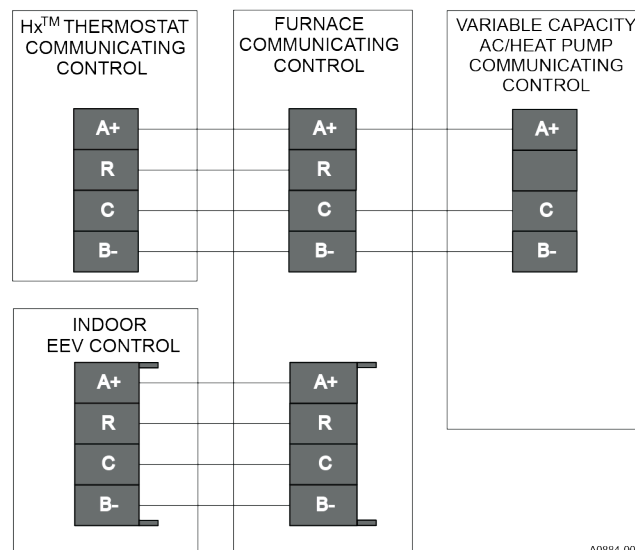 Hx™ THERMOSTAT
COMMUNICATING
CONTROL
A+
R
C
B-
FURNACE
COMMUNICATING
CONTROL
A+
R
C
B-
VARIABLE CAPACITY
AC/HEAT PUMP
COMMUNICATING
CONTROL
A+
C
B-
INDOOR
EEV CONTROL
A+
R
C
B-
A+
R
C
B-